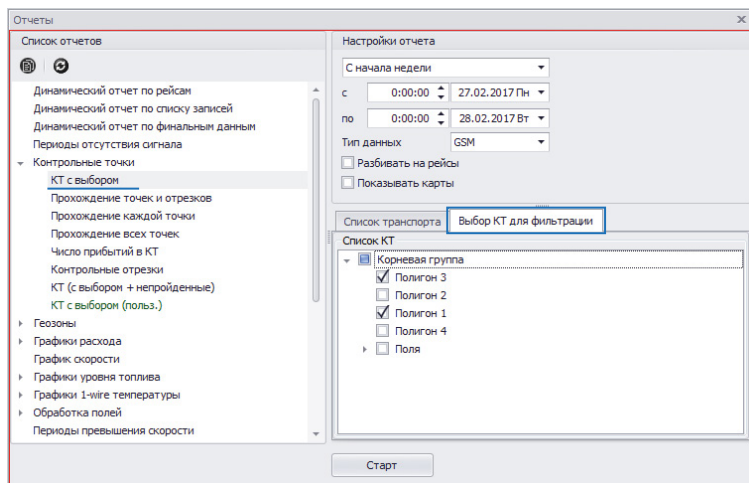 Отчеты
Список отчетов
Динамический отчет по рейсам
Динамический отчет по списку записей
Динамический отчет по финальным данным
Периоды отсутствия сигнала
Контрольные точки
КТ с выбором
Прохождение точек и отрезков
Прохождение каждой точки
Прохождение всех точек
Число прибытий в КТ
Контрольные отрезки
КТ (с выбором + непройденные)
КТ с выбором (польз.)
Геозоны
Графики расхода
График скорости
Графики уровня топлива
Графики 1-wire температуры
Обработка полей
Периоды превышения скорости
Настройки отчета
С начала недели
с 0:00:00 27.02.2017 Пн
по 0:00:00 28.02.2017 Вт
Тип данных GSM
Разбивать на рейсы
Показывать карты
Список транспорта Выбор КТ для фильтрации
Список КТ
Корневая группа
Полигон 3
Полигон 2
Полигон 1
Полигон 4
Поля
Старт